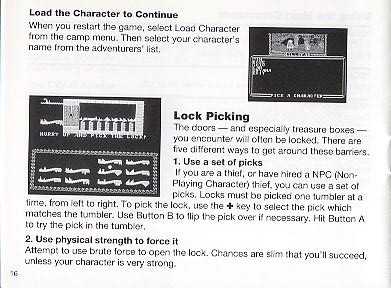 Load the Character to Continue
When you restart the game, select Load Character
from the camp menu. Then select your character's
name from the adventurers' list.
PICK A CHARACTER
HURRY UP AND PICK THE LOCK.
Lock Picking
The doors — and especially treasure boxes —
you encounter will often be locked. There are
five different ways to get around these barriers.
1. Use a set of picks
If you are a thief, or have hired a NPC (Non-
Playing Character) thief, you can use a set of
picks. Locks must be picked one tumbler at a
time, from left to right. To pick the lock, use the + key to select the pick which
matches the tumbler. Use Button B to flip the pick over if necessary. Hit Button A
to try the pick in the tumbler.
2. Use physical strength to force it
Attempt to use brute force to open the lock. Chances are slim that you'll succeed,
unless your character is very strong.
16